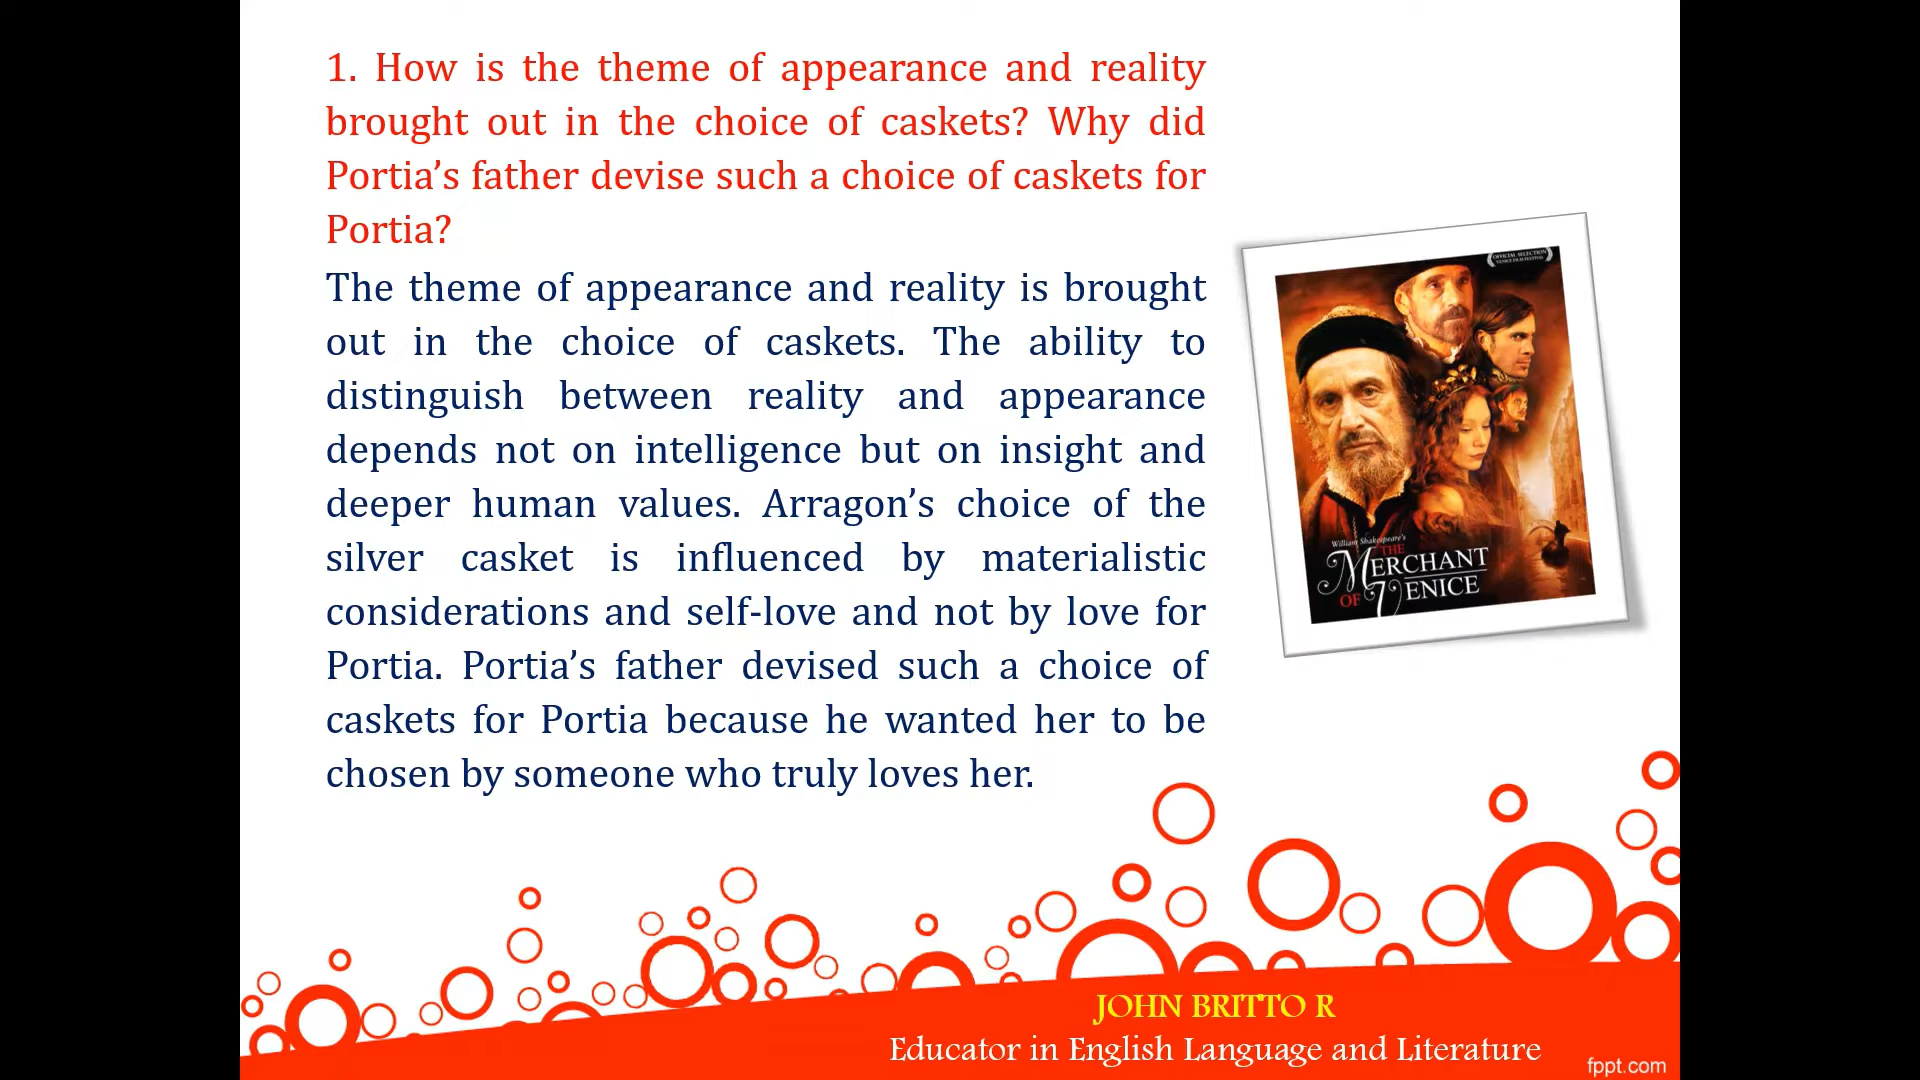 1. How is the theme of appearance and reality
brought out in the choice of caskets? Why did
Portia’s father devise such a choice of caskets for
Portia?
The theme of appearance and reality is brought
out in the choice of caskets. The ability to
distinguish between reality and appearance
depends not on intelligence but on insight and
deeper human values. Arragon’s choice of the
silver casket is influenced by materialistic
considerations and self-love and not by love for
Portia. Portia’s father devised such a choice of
caskets for Portia because he wanted her to be
chosen by someone who truly loves her.
OFFICIAL SELECTION
VENICE FILM FESTIVAL
William Shakespeare's
THE
MERCHANT
OF VENICE
JOHN BRITTO R
Educator in English Language and Literature
fppt.com